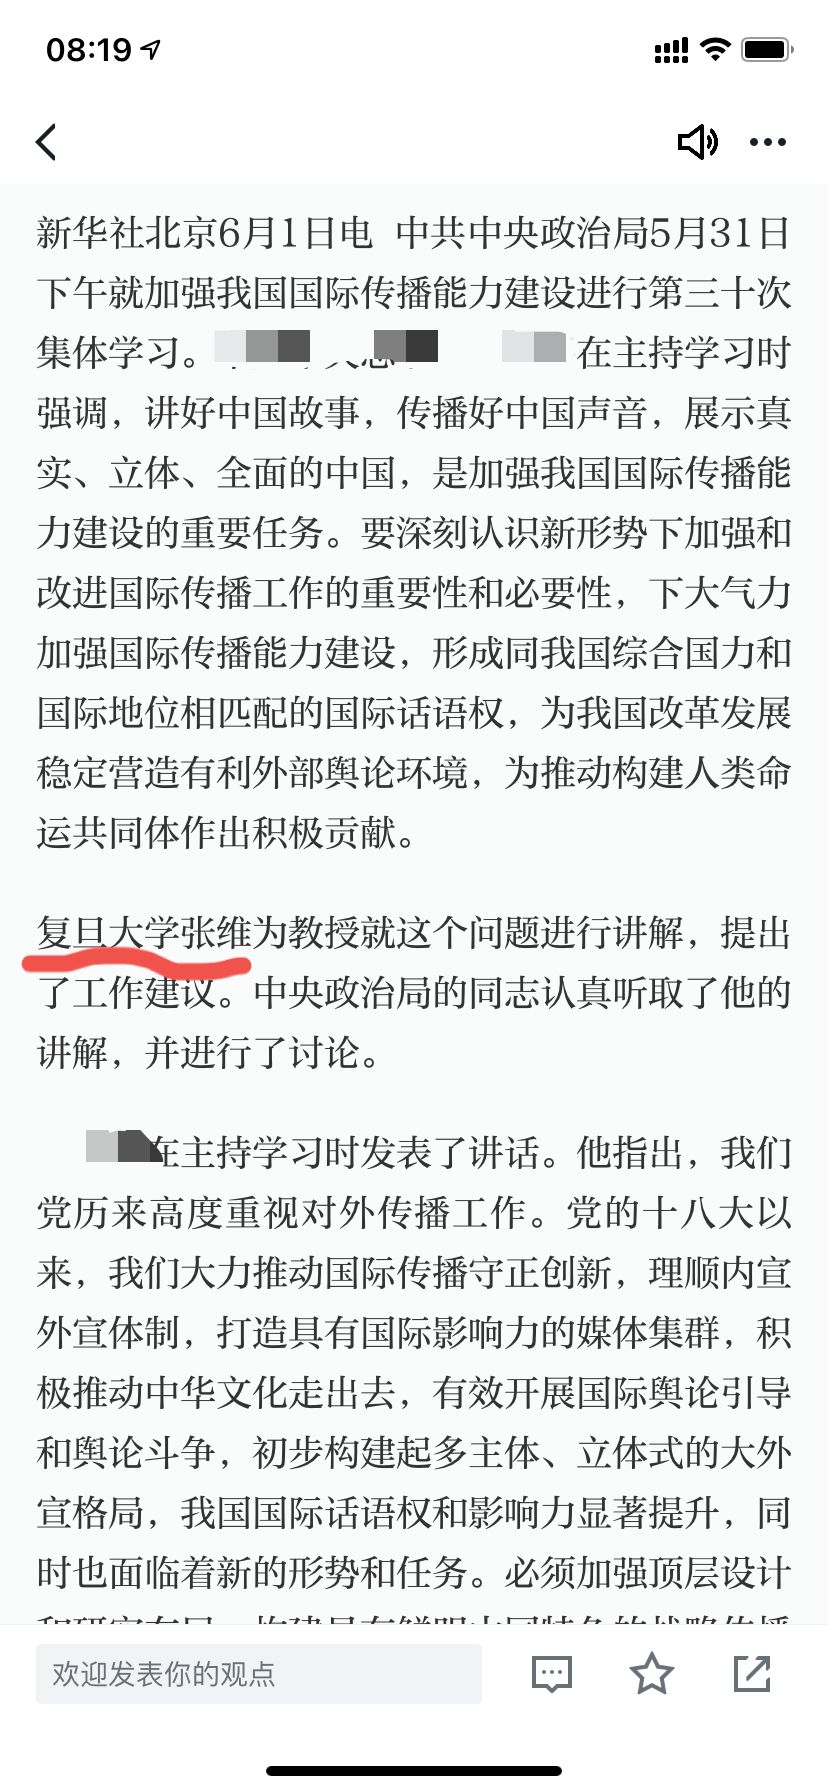 08:19
新华社北京6月1日电 中共中央政治局5月31日
下午就加强我国国际传播能力建设进行第三十次
集体学习。在主持学习时
强调，讲好中国故事，传播好中国声音，展示真
实、立体、全面的中国，是加强我国国际传播能
力建设的重要任务。要深刻认识新形势下加强和
改进国际传播工作的重要性和必要性，下大气力
加强国际传播能力建设，形成同我国综合国力和
国际地位相匹配的国际话语权，为我国改革发展
稳定营造有利外部舆论环境，为推动构建人类命
运共同体作出积极贡献。
复旦大学张维为教授就这个问题进行讲解，提出
了工作建议。中央政治局的同志认真听取了他的
讲解，并进行了讨论。
在主持学习时发表了讲话。他指出，我们
党历来高度重视对外传播工作。党的十八大以
来，我们大力推动国际传播守正创新，理顺内宣
外宣体制，打造具有国际影响力的媒体集群，积
极推动中华文化走出去，有效开展国际舆论引导
和舆论斗争，初步构建起多主体、立体式的大外
宣格局，我国国际话语权和影响力显著提升，同
时也面临着新的形势和任务。必须加强顶层设计
欢迎发表你的观点